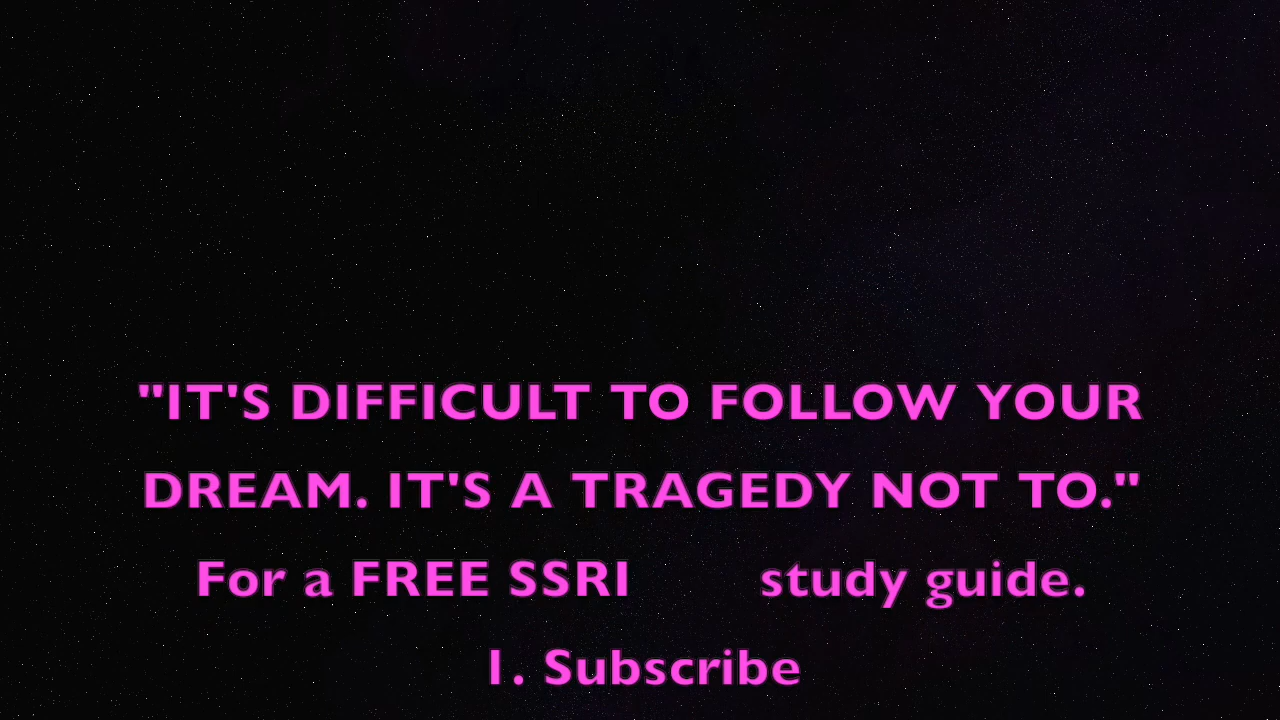 "IT'S DIFFICULT TO FOLLOW YOUR
DREAM. IT'S A TRAGEDY NOT TO."
For a FREE SSRI study guide.
1. Subscribe